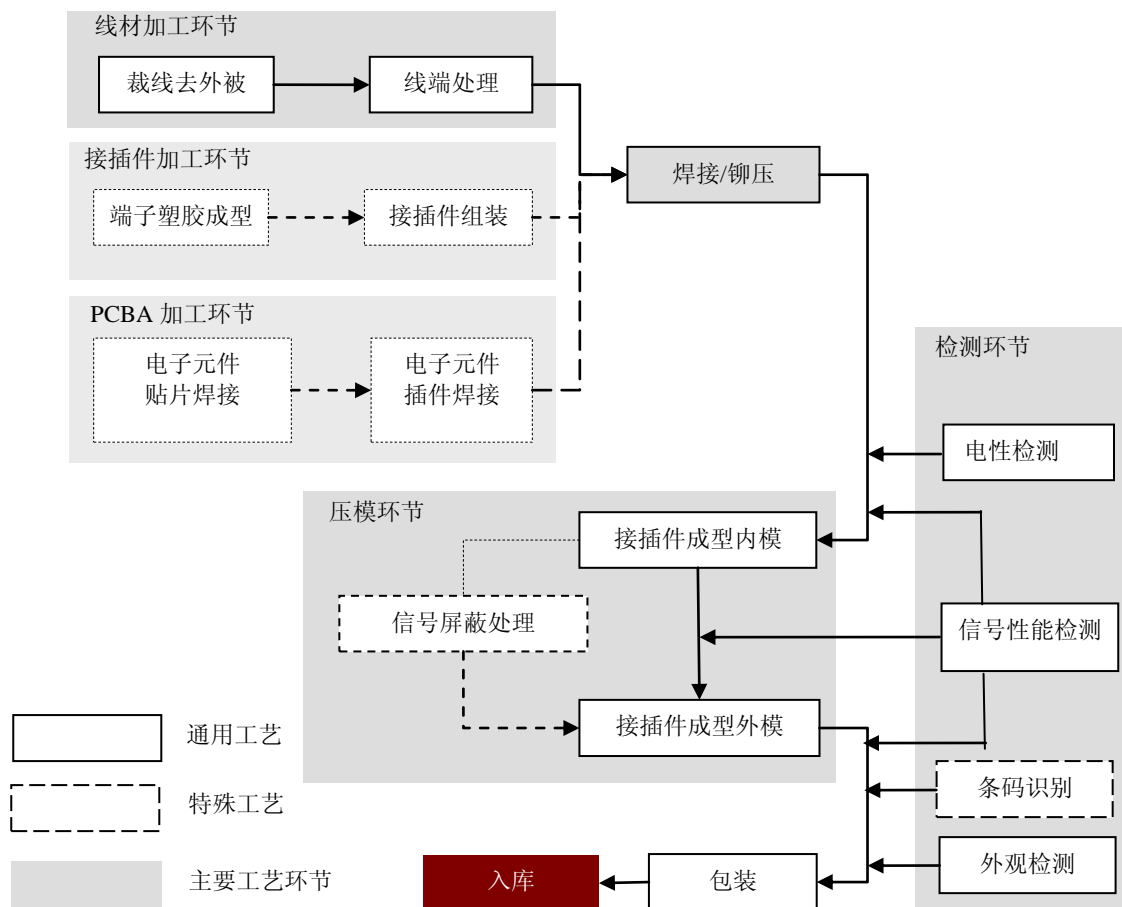 线材加工环节
裁线去外被
线端处理
接插件加工环节
端子塑胶成型
接插件组装
焊接/铆压
PCBA 加工环节
电子元件
贴片焊接
电子元件
插件焊接
检测环节
电性检测
压模环节
接插件成型内模
信号屏蔽处理
信号性能检测
接插件成型外模
通用工艺
条码识别
特殊工艺
外观检测
主要工艺环节
入库
包装